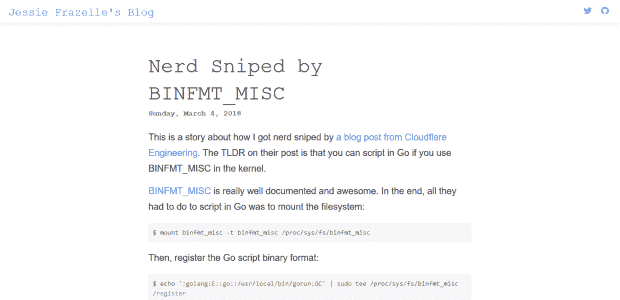 Jessie Frazelle's Blog
Nerd Sniped by
BINFMT_MISC
Sunday, March 4, 2018
This is a story about how I got nerd sniped by a blog post from Cloudflare
Engineering. The TLDR on their post is that you can script in Go if you use
BINFMT_MISC in the kernel.
BINFMT_MISC is really well documented and awesome. In the end, all they
had to do to script in Go was to mount the filesystem:
$ mount binfmt_misc -t binfmt_misc /proc/sys/fs/binfmt_misc
Then, register the Go script binary format:
$ echo ':golang:E::go::/usr/local/bin/gorun:OC' | sudo tee /proc/sys/fs/binfmt_misc
/register